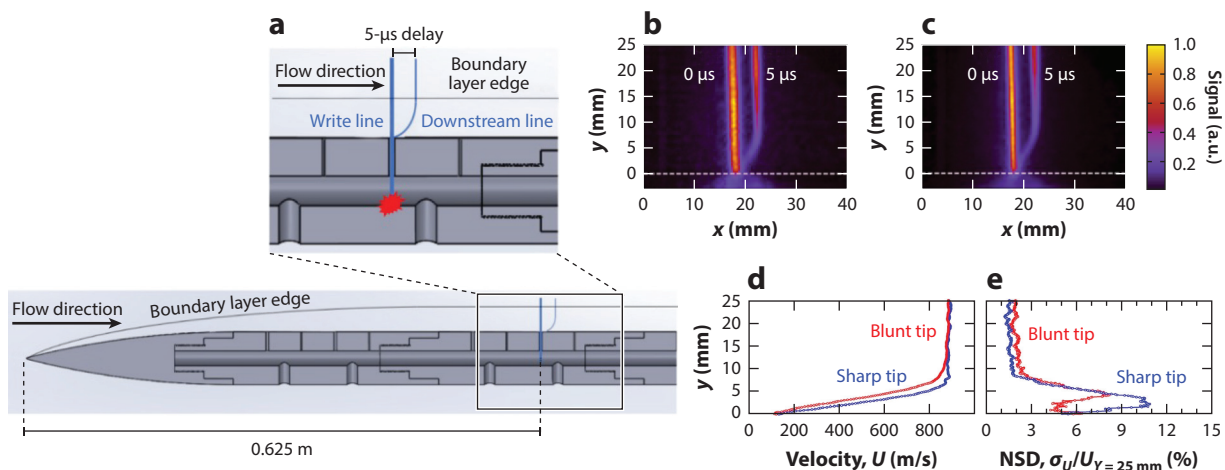 a
5-μs delay
Flow direction
Boundary
layer edge
Write line
Downstream line
Flow direction
Boundary layer edge
0.625 m
b
25
20
15
10
5
0
y (mm)
0 μs
5 μs
0
10
20
30
40
x (mm)
c
25
20
15
10
5
0
y (mm)
0 μs
5 μs
0
10
20
30
40
x (mm)
1.0
0.8
0.6
0.4
0.2
Signal (a.u.)
d
25
20
15
10
5
0
y (mm)
Blunt tip
Sharp tip
0
200
400
600
800
Velocity, U (m/s)
e
Blunt tip
Sharp tip
0
3
6
9
12
15
NSD, σU/UY = 25 mm (%)